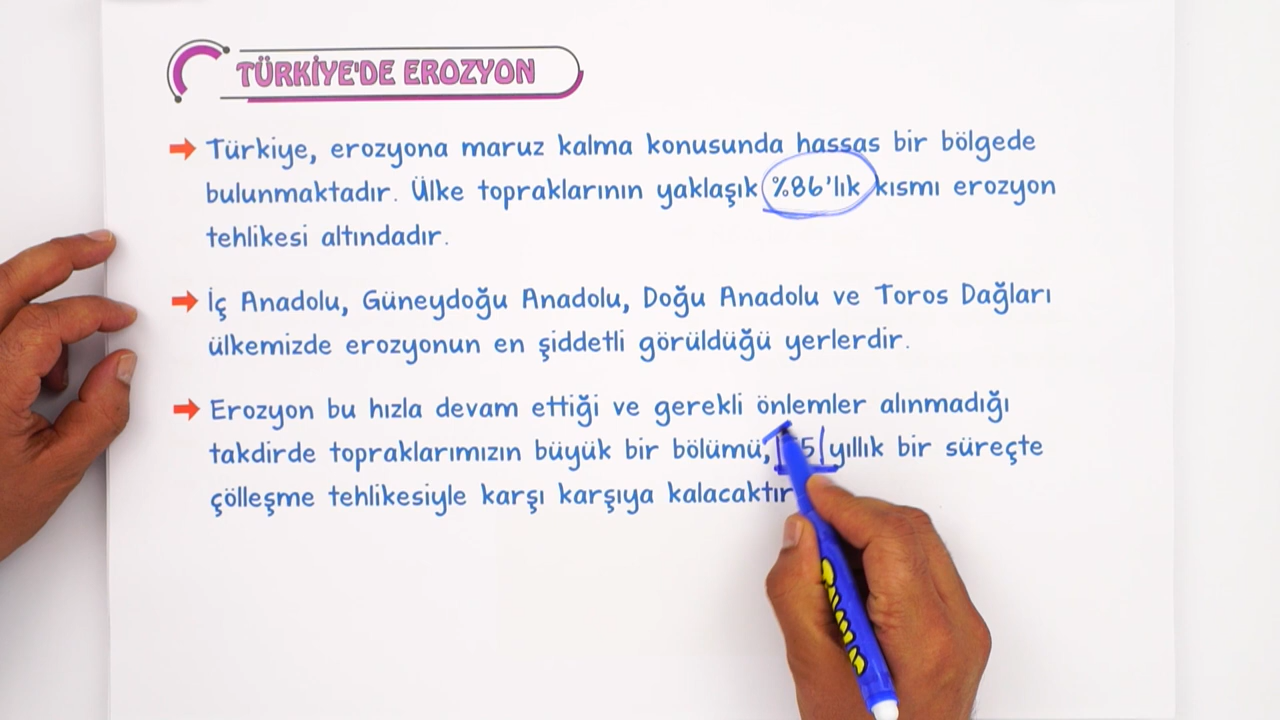 TÜRKİYE'DE EROZYON
Türkiye, erozyona maruz kalma konusunda hassas bir bölgede
bulunmaktadır. Ülke topraklarının yaklaşık %86'lık kısmı erozyon
tehlikesi altındadır.
İç Anadolu, Güneydoğu Anadolu, Doğu Anadolu ve Toros Dağları
ülkemizde erozyonun en şiddetli görüldüğü yerlerdir.
Erozyon bu hızla devam ettiği ve gerekli önlemler alınmadığı
takdirde topraklarımızın büyük bir bölümü, yıllık bir süreçte
çölleşme tehlikesiyle karşı karşıya kalacaktır